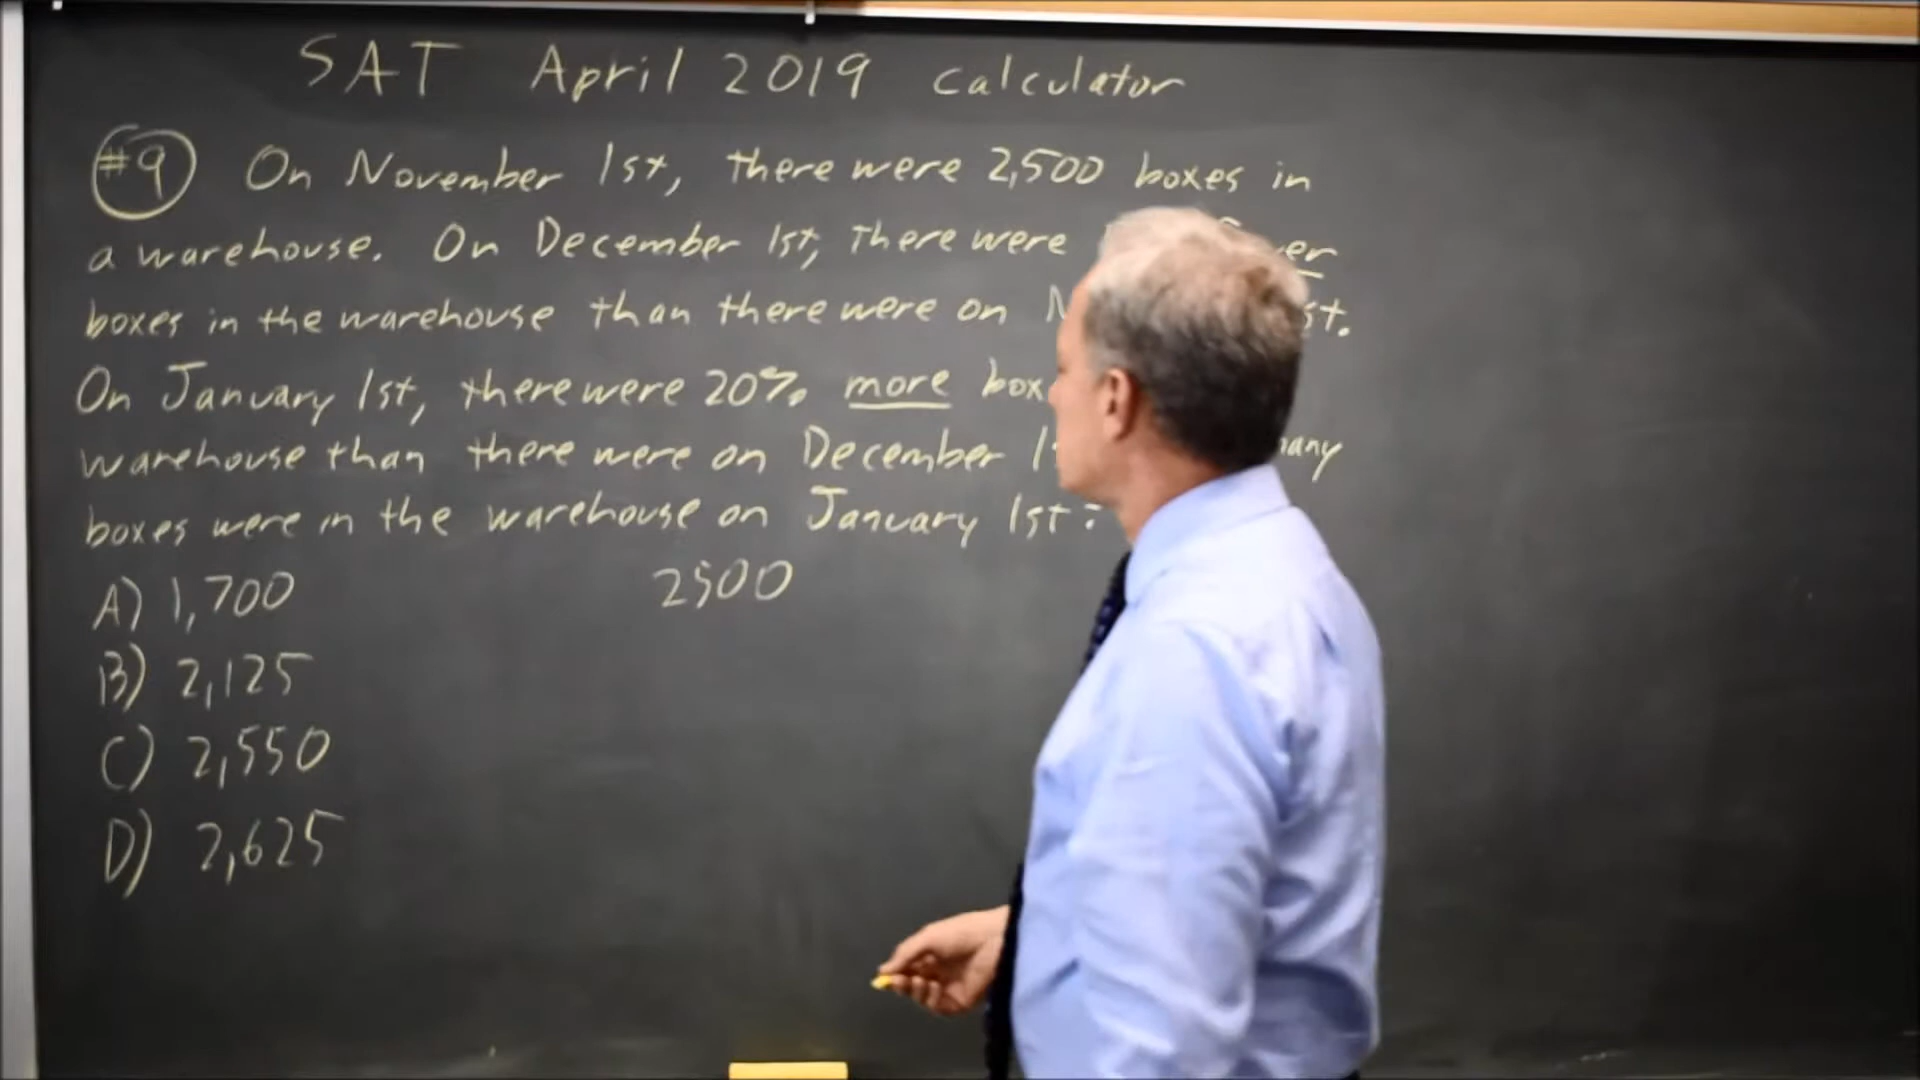 SAT April 2019 Calculator
#9 On November 1st, there were 2,500 boxes in
a warehouse. On December 1st, there were
boxes in the warehouse than there were on
On January 1st, there were 20% more
warehouse than there were on December
boxes were in the warehouse on January 1st?
A) 1,700
2500
B) 2,125
C) 2,550
D) 2,625